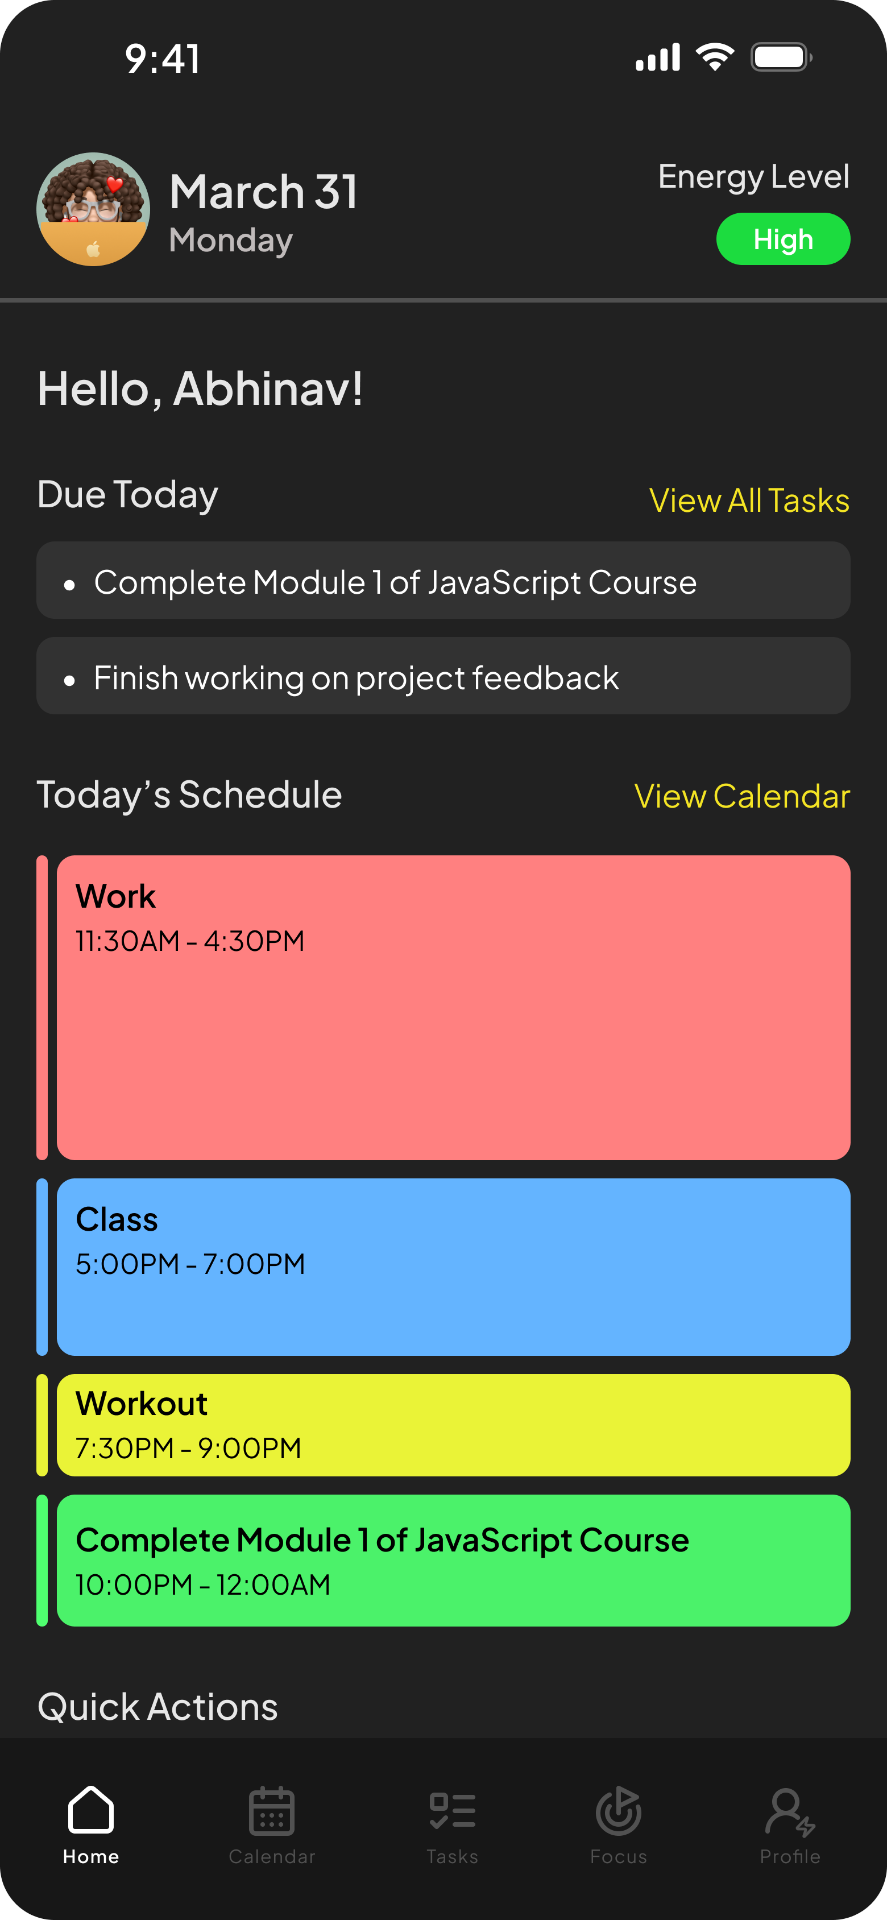 9:41
March 31
Monday
Energy Level
High
Hello, Abhinav!
Due Today
View All Tasks
• Complete Module 1 of JavaScript Course
• Finish working on project feedback
Today’s Schedule
View Calendar
Work
11:30AM - 4:30PM
Class
5:00PM - 7:00PM
Workout
7:30PM - 9:00PM
Complete Module 1 of JavaScript Course
10:00PM - 12:00AM
Quick Actions
Home
Calendar
Tasks
Focus
Profile